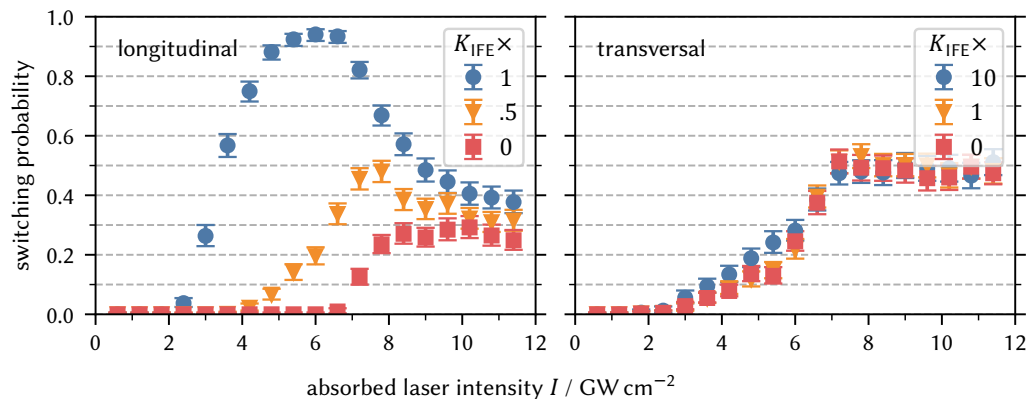 longitudinal
K_IFE×
1
.5
0
transversal
K_IFE×
10
1
0
switching probability
1.0
0.8
0.6
0.4
0.2
0.0
0 2 4 6 8 10 12
0 2 4 6 8 10 12
absorbed laser intensity I / GW cm⁻²